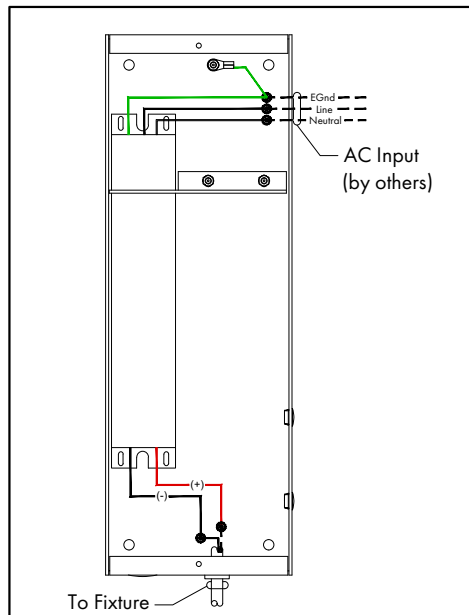 EGnd
Line
Neutral
AC Input
(by others)
(+)
(-)
To Fixture